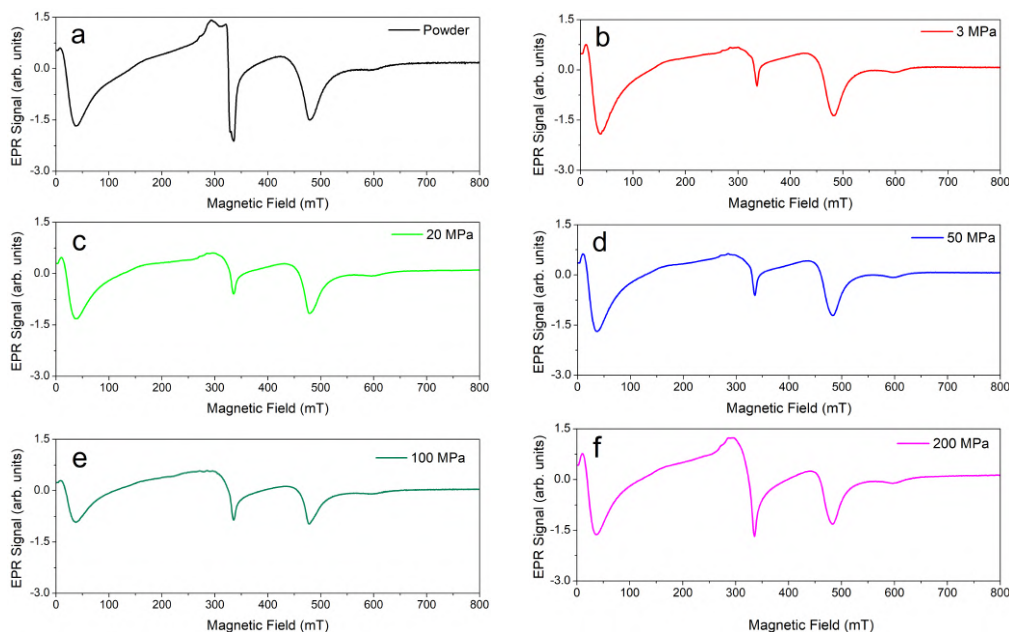 a
Powder
EPR Signal (arb. units)
1.5
0.0
-1.5
-3.0
0 100 200 300 400 500 600 700 800
Magnetic Field (mT)
b
3 MPa
EPR Signal (arb. units)
1.5
0.0
-1.5
-3.0
0 100 200 300 400 500 600 700 800
Magnetic Field (mT)
c
20 MPa
EPR Signal (arb. units)
1.5
0.0
-1.5
-3.0
0 100 200 300 400 500 600 700 800
Magnetic Field (mT)
d
50 MPa
EPR Signal (arb. units)
1.5
0.0
-1.5
-3.0
0 100 200 300 400 500 600 700 800
Magnetic Field (mT)
e
100 MPa
EPR Signal (arb. units)
1.5
0.0
-1.5
-3.0
0 100 200 300 400 500 600 700 800
Magnetic Field (mT)
f
200 MPa
EPR Signal (arb. units)
1.5
0.0
-1.5
-3.0
0 100 200 300 400 500 600 700 800
Magnetic Field (mT)